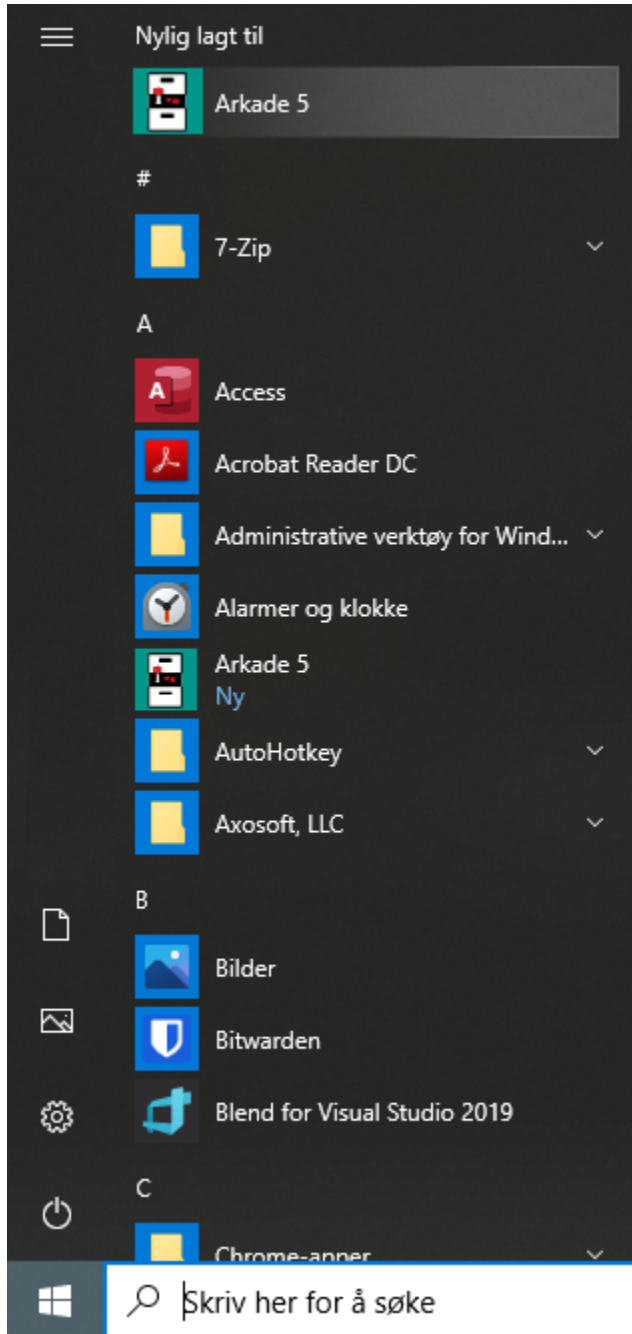 Nylig lagt til
Arkade 5
#
7-Zip
A
Access
Acrobat Reader DC
Administrative verktøy for Wind...
Alarmer og klokke
Arkade 5
Ny
AutoHotkey
Axosoft, LLC
B
Bilder
Bitwarden
Blend for Visual Studio 2019
C
Chrome-apper
Skriv her for å søke